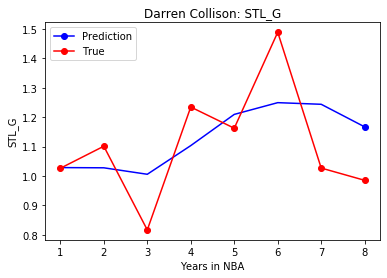 Darren Collison: STL_G
Prediction
True
STL_G
1.5
1.4
1.3
1.2
1.1
1.0
0.9
0.8
1 2 3 4 5 6 7 8
Years in NBA